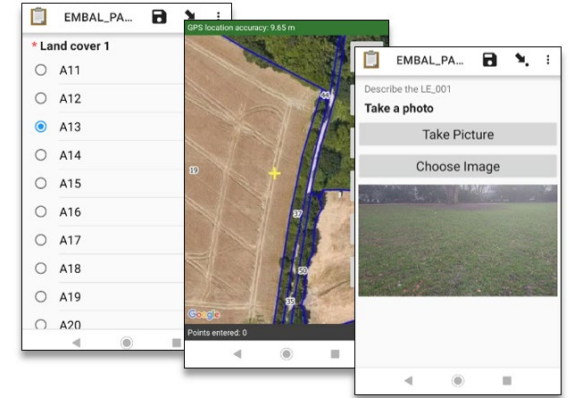 EMBAL_PA...
* Land cover 1
A11
A12
A13
A14
A15
A16
A17
A18
A19
A20
GPS location accuracy: 9.65 m
44
19
37
50
35
Google
Points entered: 0
EMBAL_PA...
Describe the LE_001
Take a photo
Take Picture
Choose Image